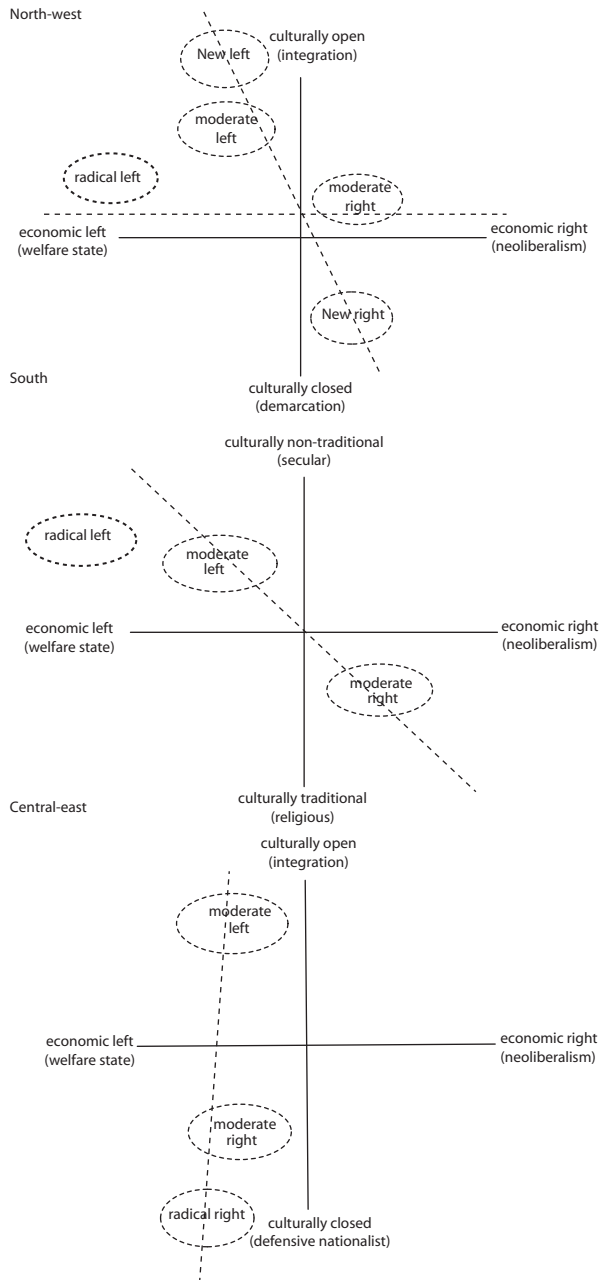 North-west
culturally open
(integration)
New left
moderate
left
radical left
moderate
right
economic left
(welfare state)
economic right
(neoliberalism)
New right
South
culturally closed
(demarcation)
culturally non-traditional
(secular)
radical left
moderate
left
economic left
(welfare state)
economic right
(neoliberalism)
moderate
right
culturally traditional
(religious)
Central-east
culturally open
(integration)
moderate
left
economic left
(welfare state)
economic right
(neoliberalism)
moderate
right
radical right
culturally closed
(defensive nationalist)